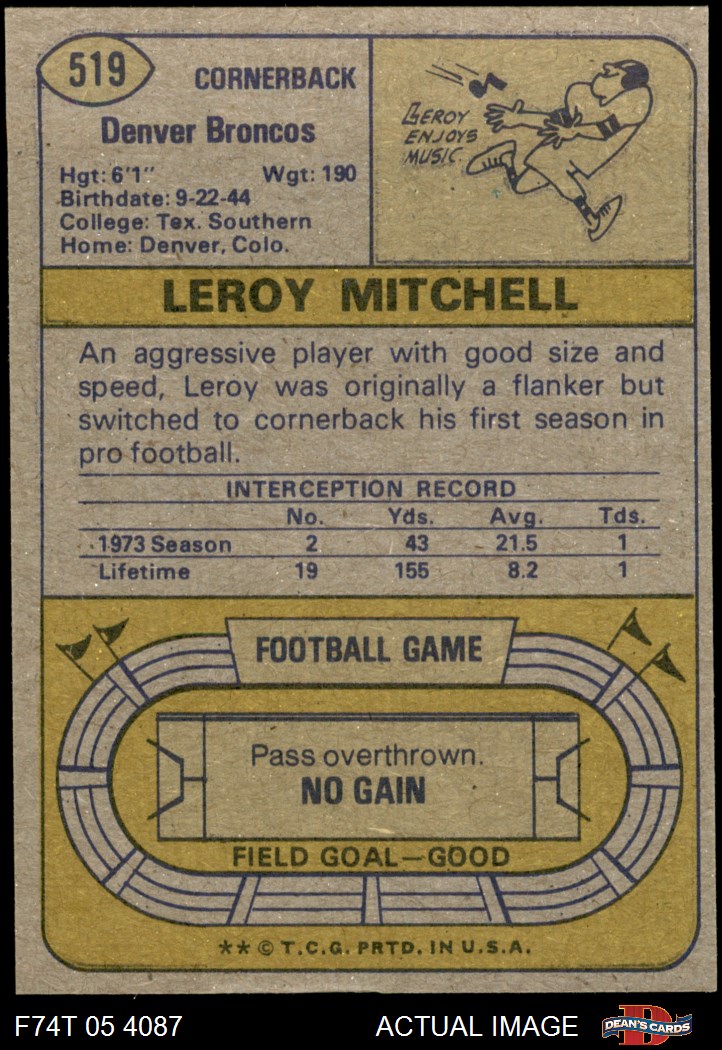 519
CORNERBACK
Denver Broncos
Hgt: 6'1" Wgt: 190
Birthdate: 9-22-44
College: Tex. Southern
Home: Denver, Colo.
LEROY
ENJOYS
MUSIC.
LEROY MITCHELL
An aggressive player with good size and
speed, Leroy was originally a flanker but
switched to cornerback his first season in
pro football.
INTERCEPTION RECORD
No. Yds. Avg. Tds.
1973 Season 2 43 21.5 1
Lifetime 19 155 8.2 1
FOOTBALL GAME
Pass overthrown.
NO GAIN
FIELD GOAL—GOOD
** © T.C.G. PRTD. IN U.S.A.
F74T 05 4087 ACTUAL IMAGE
D
DEAN'S CARDS